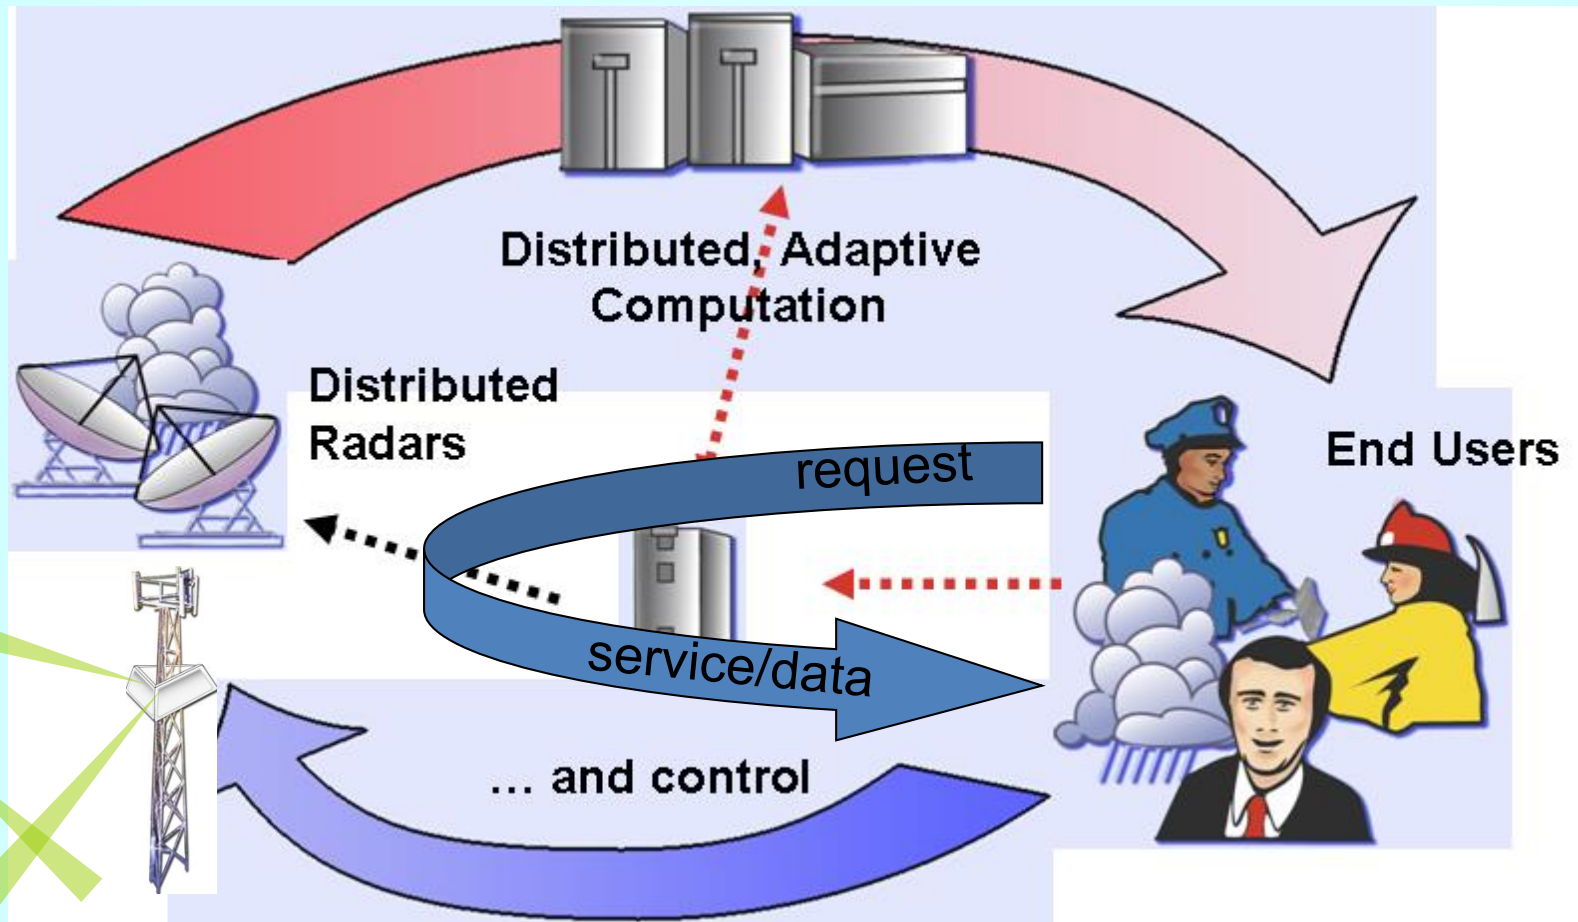 Distributed, Adaptive
Computation
Distributed
Radars
End Users
request
service/data
... and control